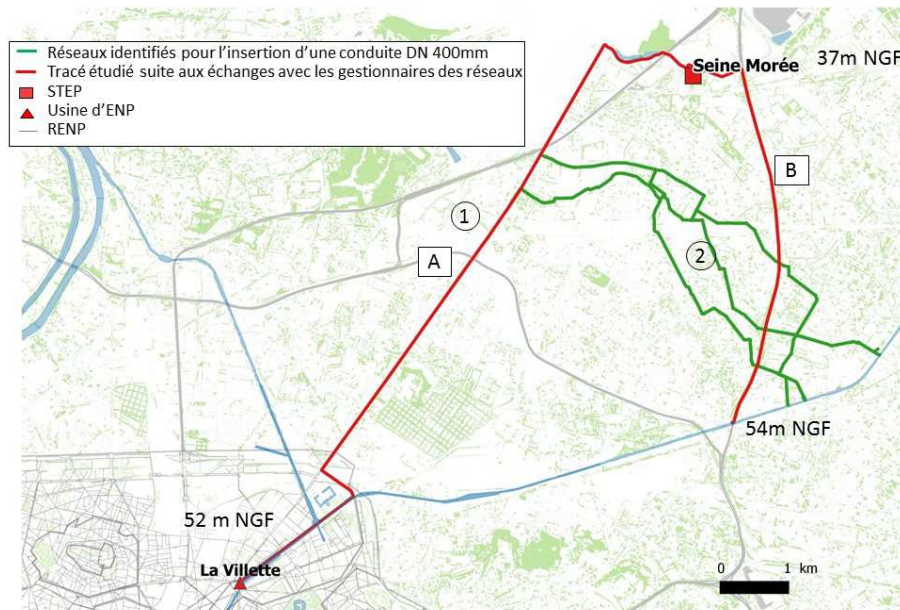 Réseaux identifiés pour l'insertion d'une conduite DN 400mm
Tracé étudié suite aux échanges avec les gestionnaires des réseaux
STEP
Usine d'ENP
RENP
Seine Morée
37m NGF
B
1
2
A
54m NGF
52 m NGF
La Villette
0 1 km